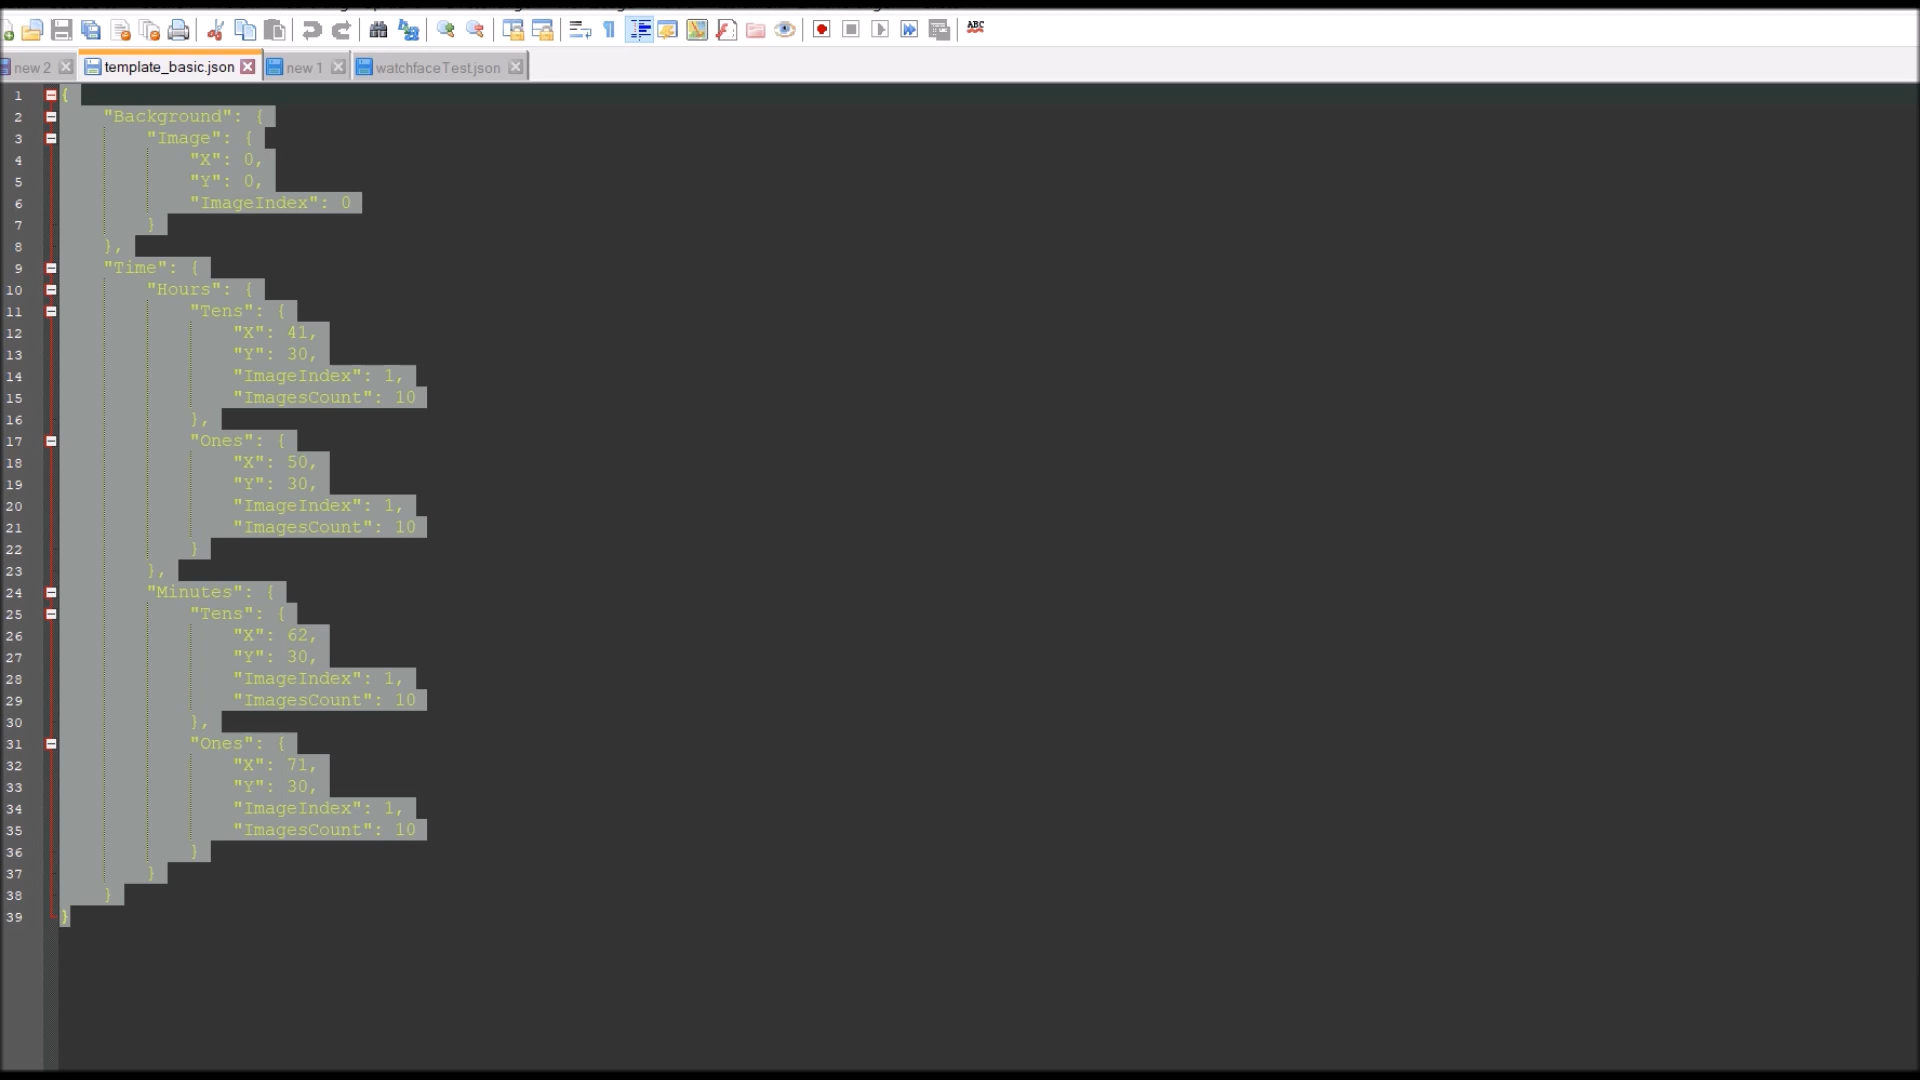 ABC
new 2 template_basic.json new 1 watchfaceTest.json
1 {
2 "Background": {
3 "Image": {
4 "X": 0,
5 "Y": 0,
6 "ImageIndex": 0
7 }
8 },
9 "Time": {
10 "Hours": {
11 "Tens": {
12 "X": 41,
13 "Y": 30,
14 "ImageIndex": 1,
15 "ImagesCount": 10
16 },
17 "Ones": {
18 "X": 50,
19 "Y": 30,
20 "ImageIndex": 1,
21 "ImagesCount": 10
22 }
23 },
24 "Minutes": {
25 "Tens": {
26 "X": 62,
27 "Y": 30,
28 "ImageIndex": 1,
29 "ImagesCount": 10
30 },
31 "Ones": {
32 "X": 71,
33 "Y": 30,
34 "ImageIndex": 1,
35 "ImagesCount": 10
36 }
37 }
38 }
39 }